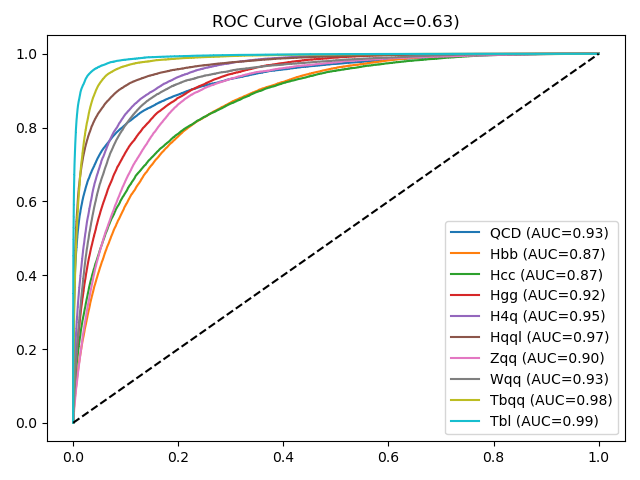 ROC Curve (Global Acc=0.63)
1.0
0.8
0.6
0.4
0.2
0.0
0.0 0.2 0.4 0.6 0.8 1.0
QCD (AUC=0.93)
Hbb (AUC=0.87)
Hcc (AUC=0.87)
Hgg (AUC=0.92)
H4q (AUC=0.95)
Hqql (AUC=0.97)
Zqq (AUC=0.90)
Wqq (AUC=0.93)
Tbqq (AUC=0.98)
Tbl (AUC=0.99)